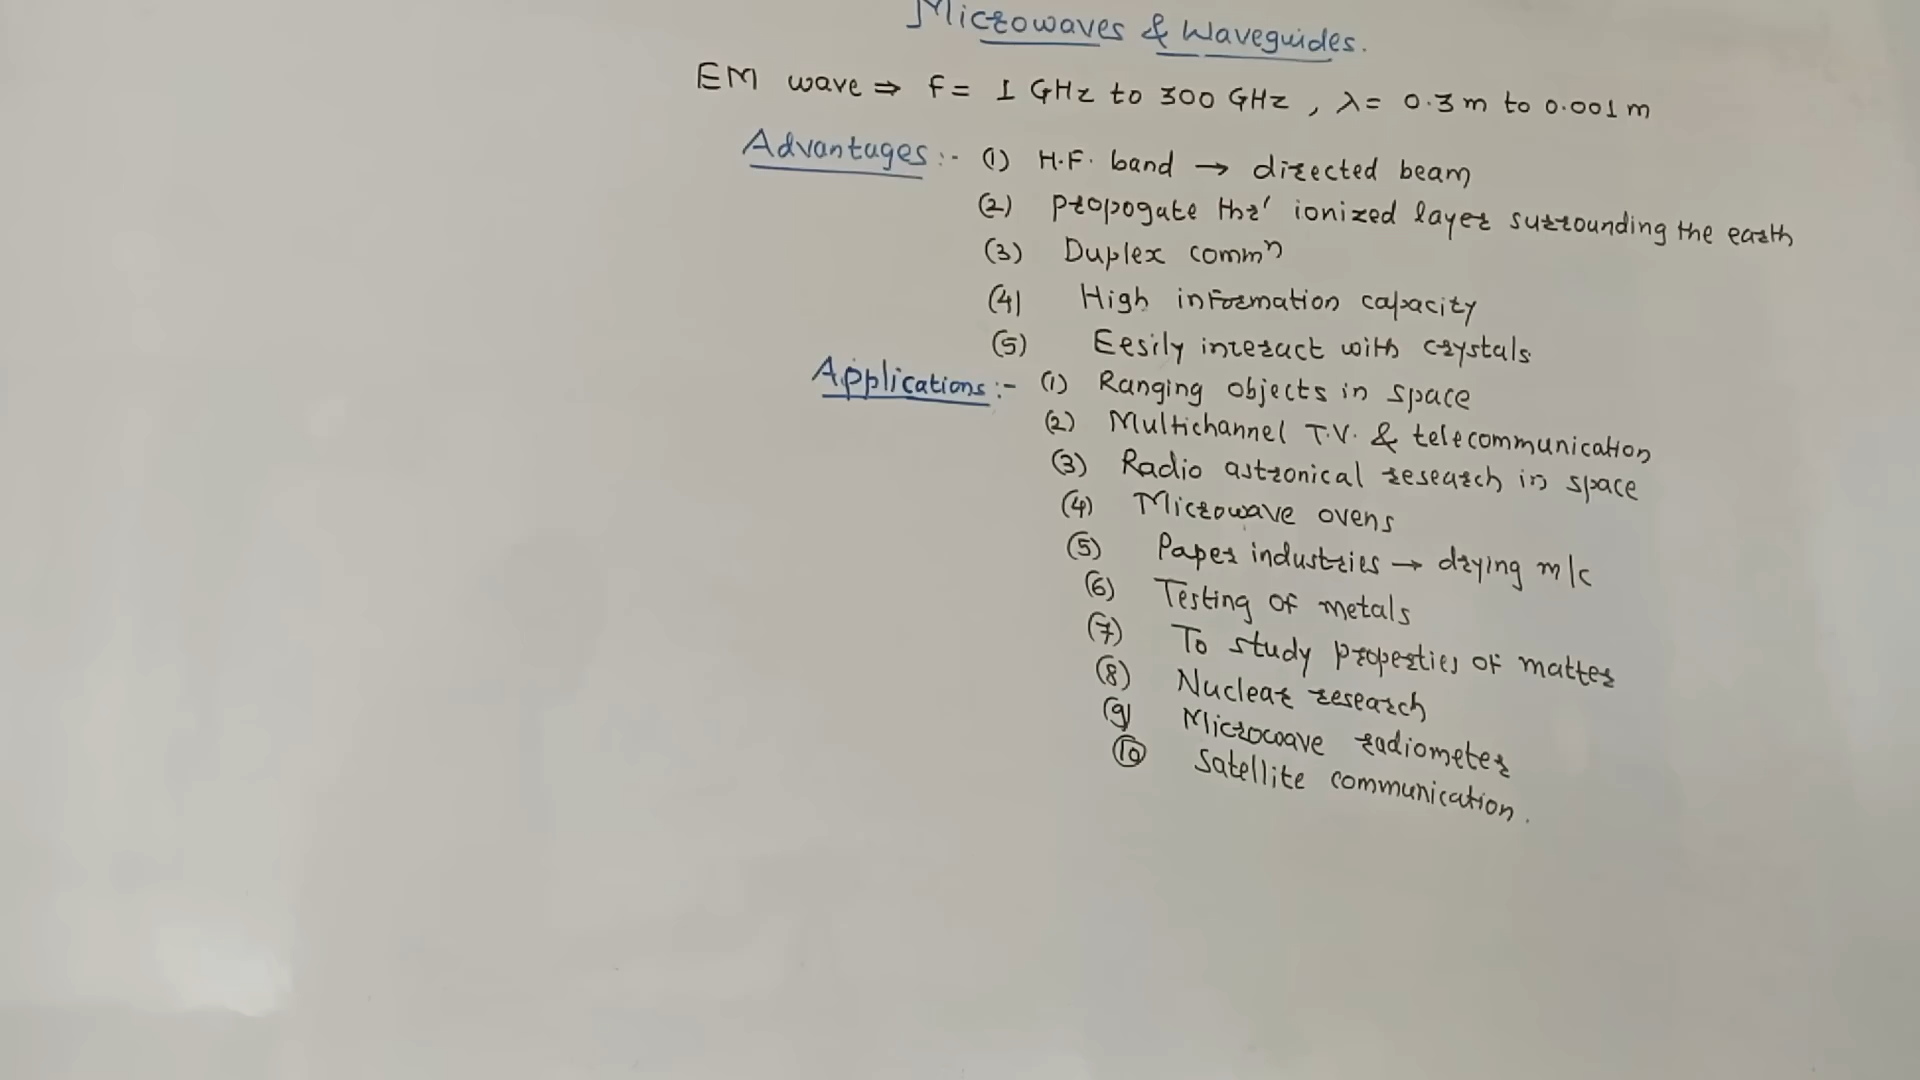 Microwaves & Waveguides.
EM wave ⇒ f = 1 GHz to 300 GHz , λ = 0.3 m to 0.001 m
Advantages :- (1) H.F. band → directed beam
(2) Propogate thr' ionized layer surrounding the earth
(3) Duplex commⁿ
(4) High information capacity
(5) Eesily interact with crystals
Applications :- (1) Ranging objects in space
(2) Multichannel T.V. & telecommunication
(3) Radio astronical research in space
(4) Microwave ovens
(5) Paper industries → drying m/c
(6) Testing of metals
(7) To study properties of matter
(8) Nuclear research
(9) Microwave radiometer
(10) Satellite communication.